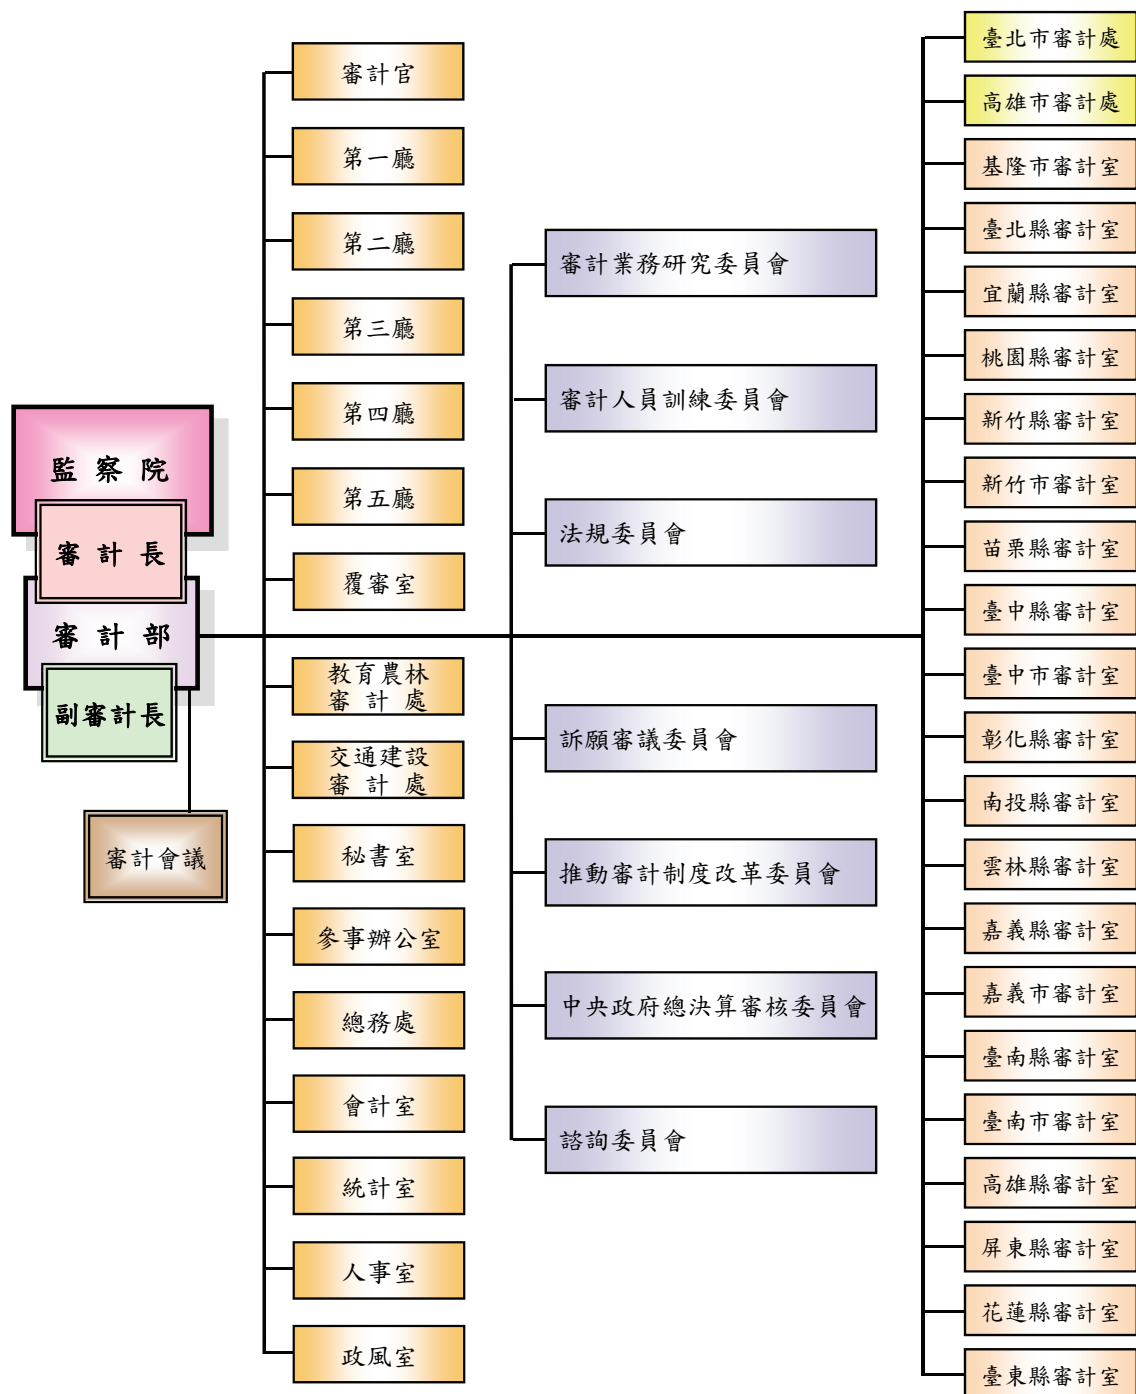 監察院
審計長
審計部
副審計長
審計會議
審計官
第一廳
第二廳
第三廳
第四廳
第五廳
覆審室
教育農林
審計處
交通建設
審計處
秘書室
參事辦公室
總務處
會計室
統計室
人事室
政風室
審計業務研究委員會
審計人員訓練委員會
法規委員會
訴願審議委員會
推動審計制度改革委員會
中央政府總決算審核委員會
諮詢委員會
臺北市審計處
高雄市審計處
基隆市審計室
臺北縣審計室
宜蘭縣審計室
桃園縣審計室
新竹縣審計室
新竹市審計室
苗栗縣審計室
臺中縣審計室
臺中市審計室
彰化縣審計室
南投縣審計室
雲林縣審計室
嘉義縣審計室
嘉義市審計室
臺南縣審計室
臺南市審計室
高雄縣審計室
屏東縣審計室
花蓮縣審計室
臺東縣審計室